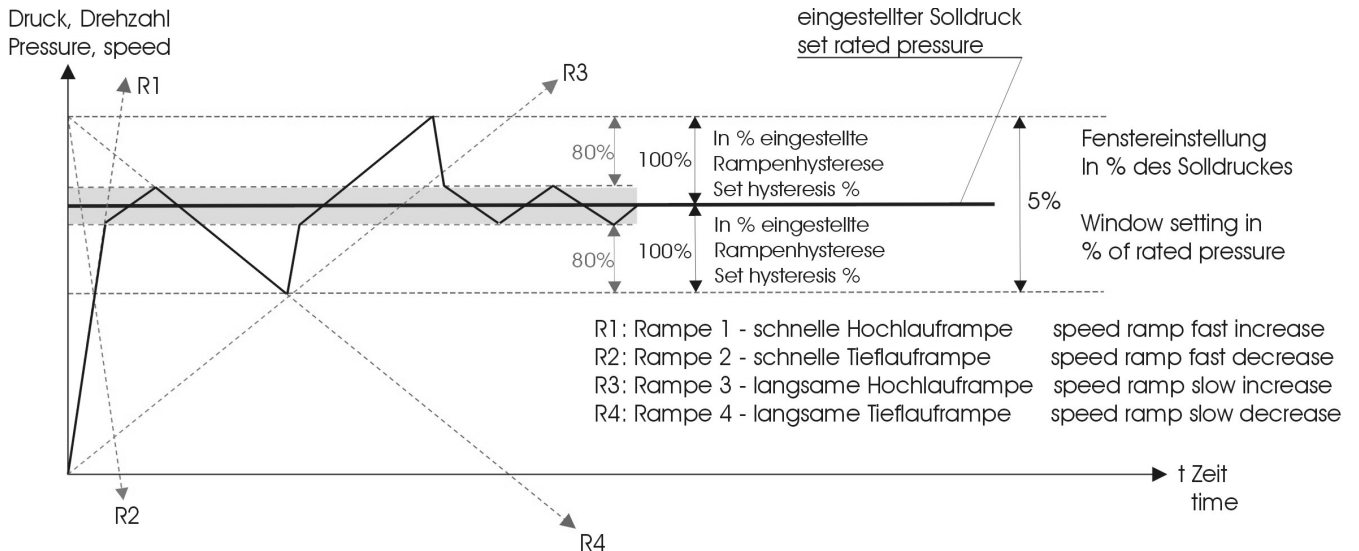 Druck, Drehzahl
Pressure, speed
eingestellter Solldruck
set rated pressure
R1
R3
80%
100%
In % eingestellte
Rampenhysterese
Set hysteresis %
Fenstereinstellung
In % des Solldruckes
5%
80%
100%
In % eingestellte
Rampenhysterese
Set hysteresis %
Window setting in
% of rated pressure
R1: Rampe 1 - schnelle Hochlauframpe speed ramp fast increase
R2: Rampe 2 - schnelle Tieflauframpe speed ramp fast decrease
R3: Rampe 3 - langsame Hochlauframpe speed ramp slow increase
R4: Rampe 4 - langsame Tieflauframpe speed ramp slow decrease
t Zeit
time
R2
R4